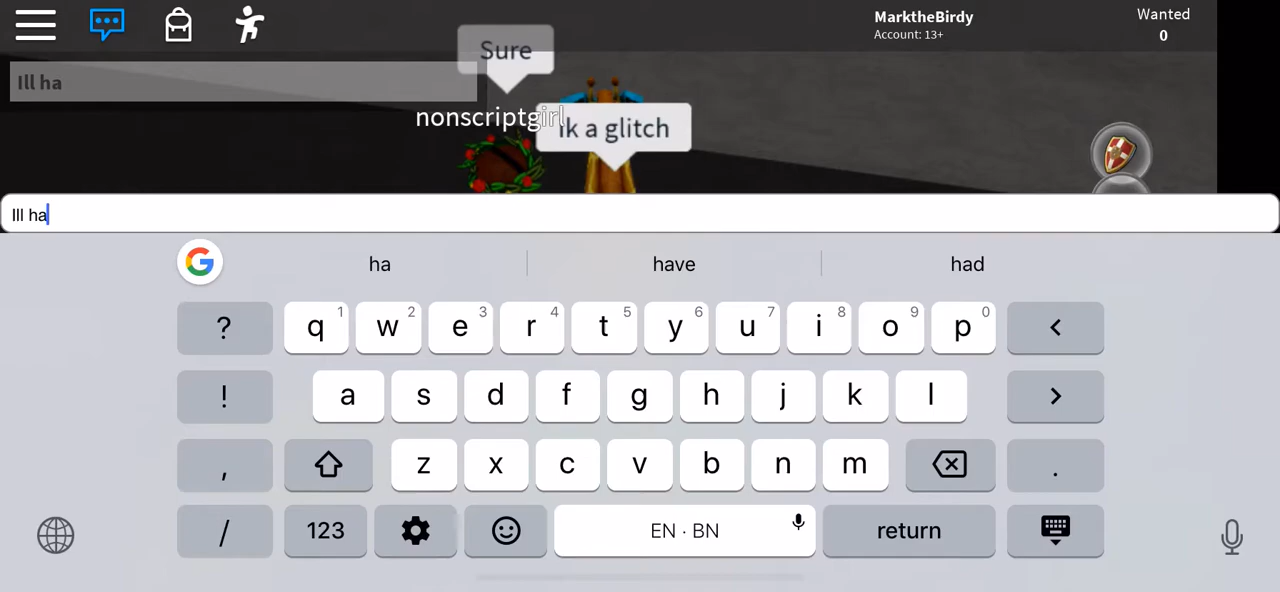 MarktheBirdy
Account: 13+
Wanted
0
Sure
Ill ha
nonscriptgirl
Ik a glitch
Ill ha
ha have had
? q 1 w 2 e 3 r 4 t 5 y 6 u 7 i 8 o 9 p 0 <
! a s d f g h j k l >
, z x c v b n m .
/ 123 EN · BN return